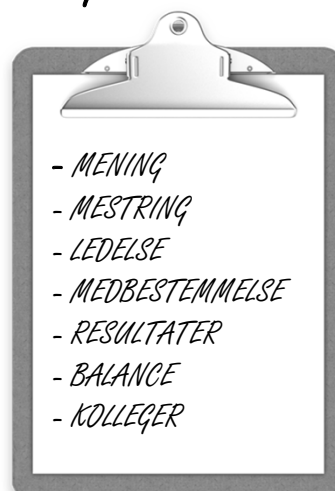 - MENING
- MESTRING
- LEDELSE
- MEDBESTEMMELSE
- RESULTATER
- BALANCE
- KOLLEGER